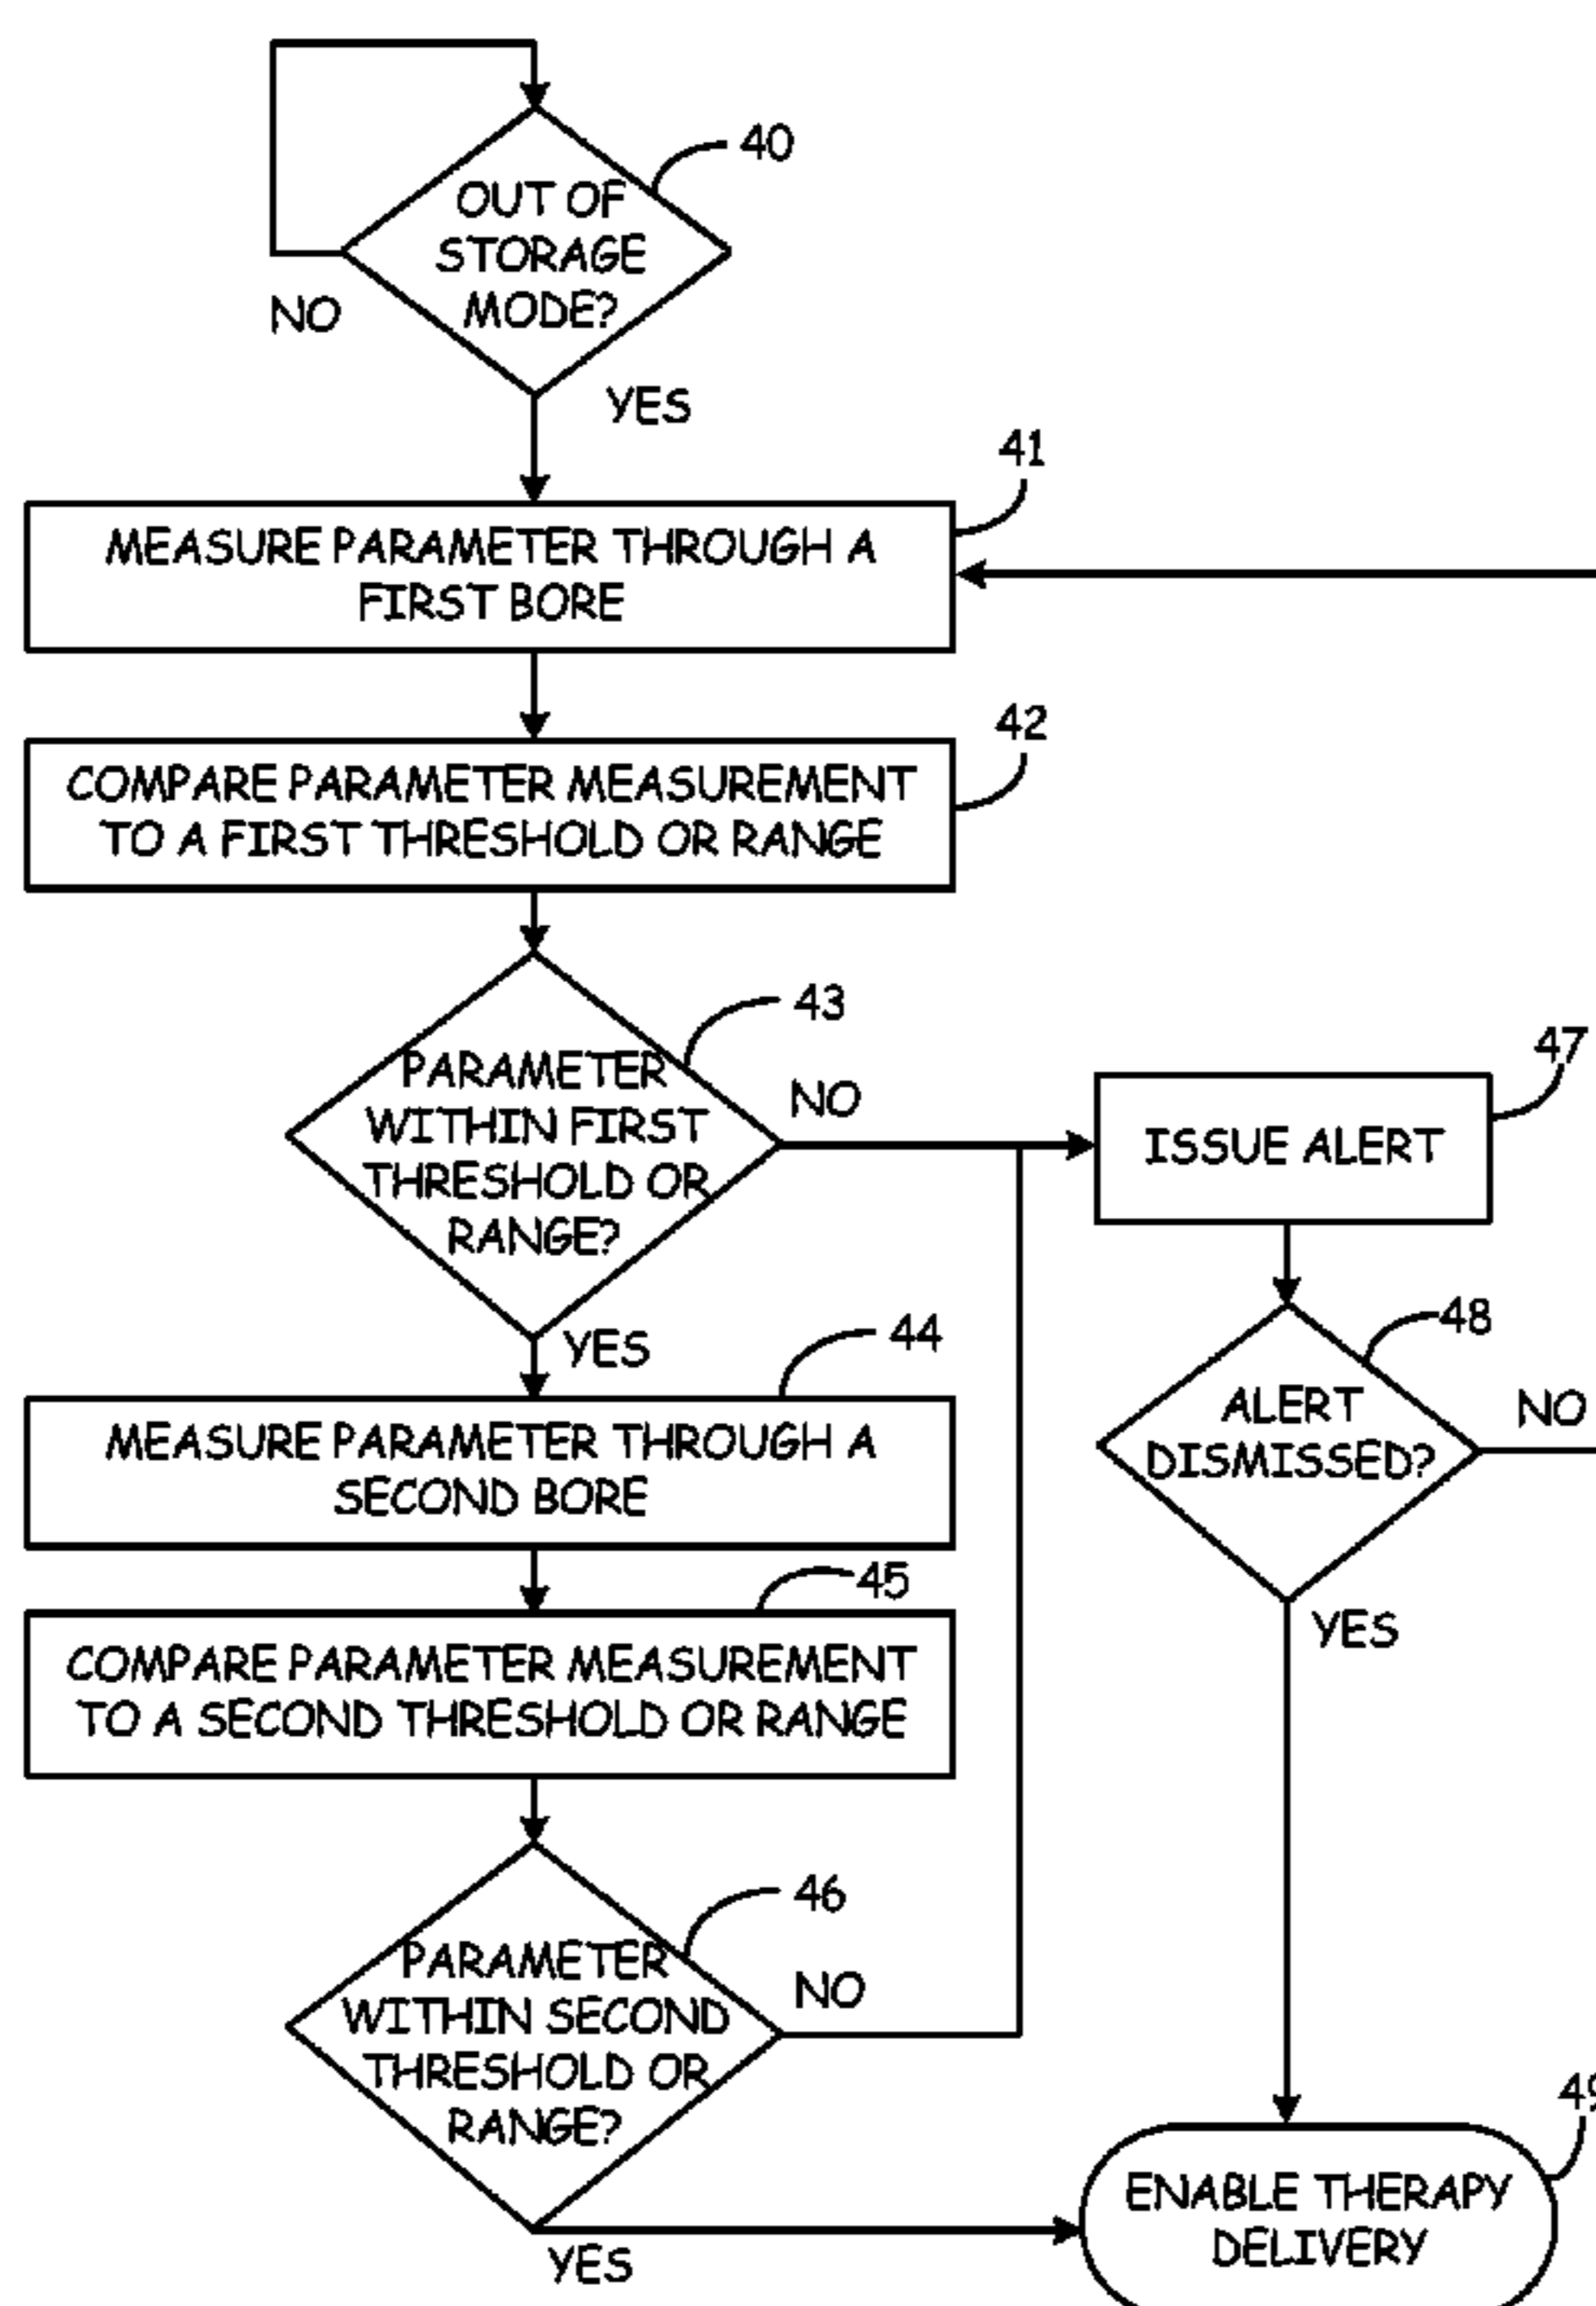 40
OUT OF
STORAGE
MODE?
NO
YES
41
MEASURE PARAMETER THROUGH A
FIRST BORE
42
COMPARE PARAMETER MEASUREMENT
TO A FIRST THRESHOLD OR RANGE
43
PARAMETER
WITHIN FIRST
THRESHOLD OR
RANGE?
NO
YES
47
ISSUE ALERT
44
MEASURE PARAMETER THROUGH A
SECOND BORE
48
ALERT
DISMISSED?
NO
YES
45
COMPARE PARAMETER MEASUREMENT
TO A SECOND THRESHOLD OR RANGE
46
PARAMETER
WITHIN SECOND
THRESHOLD OR
RANGE?
NO
YES
49
ENABLE THERAPY
DELIVERY